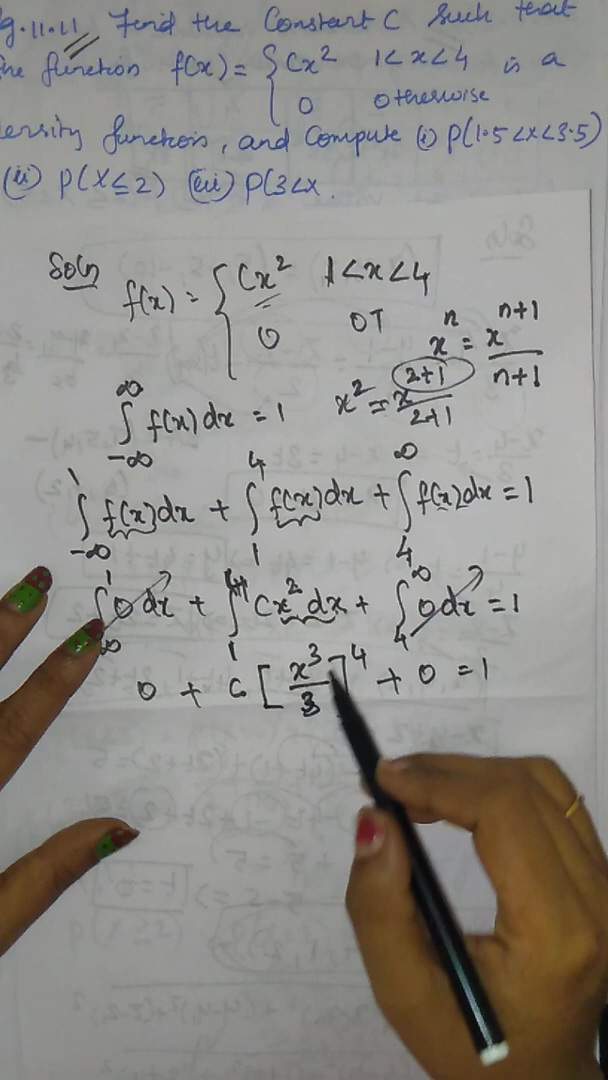 g.11.11 Find the Constant C Such that
the function f(x) = { Cx² 1<x<4 is a
0 otherwise
density function, and Compute (i) P(1.5<x<3.5)
(ii) P(X≤2) (iii) P(3<x.
Soln f(x) = { Cx² 1<x<4
0 OT
xⁿ = xⁿ⁺¹/n+1
∫_{-∞}^{∞} f(x)dx = 1 x² = x²⁺¹/2+1
∫_{-∞}^{1} f(x)dx + ∫_{1}^{4} f(x)dx + ∫_{4}^{∞} f(x)dx = 1
∫_{∞}^{1} 0 dx + ∫_{1}^{4} Cx² dx + ∫_{4}^{∞} 0 dx = 1
0 + C [x³/3]⁴ + 0 = 1